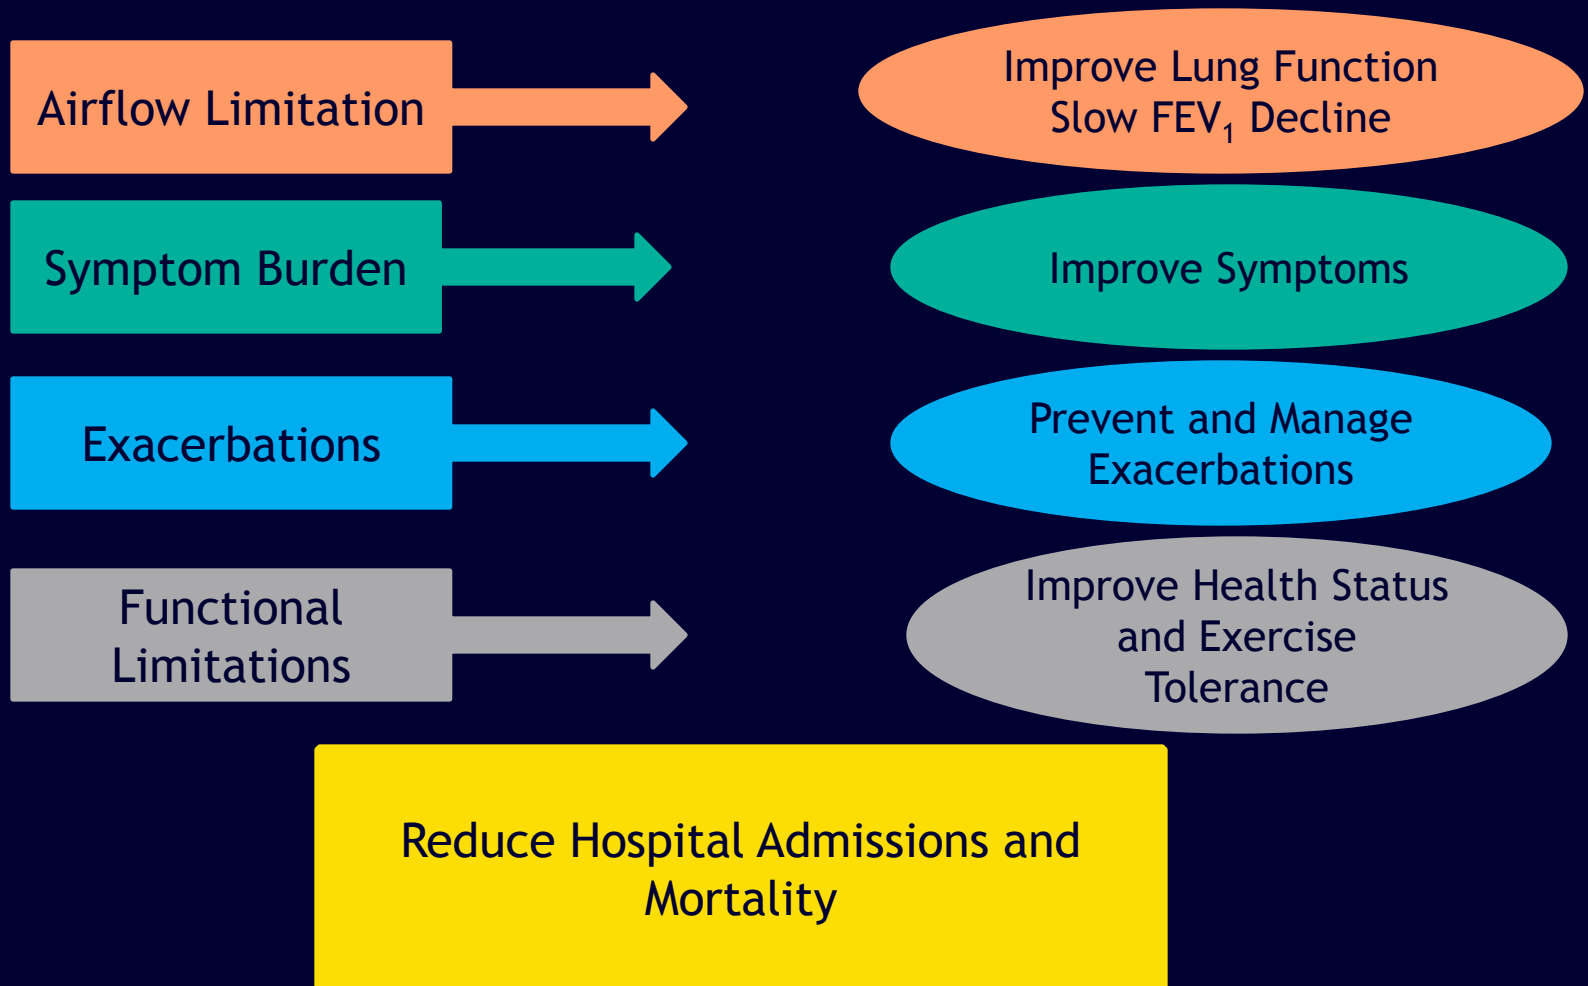 Airflow Limitation
Improve Lung Function
Slow FEV₁ Decline
Symptom Burden
Improve Symptoms
Exacerbations
Prevent and Manage
Exacerbations
Functional
Limitations
Improve Health Status
and Exercise
Tolerance
Reduce Hospital Admissions and
Mortality